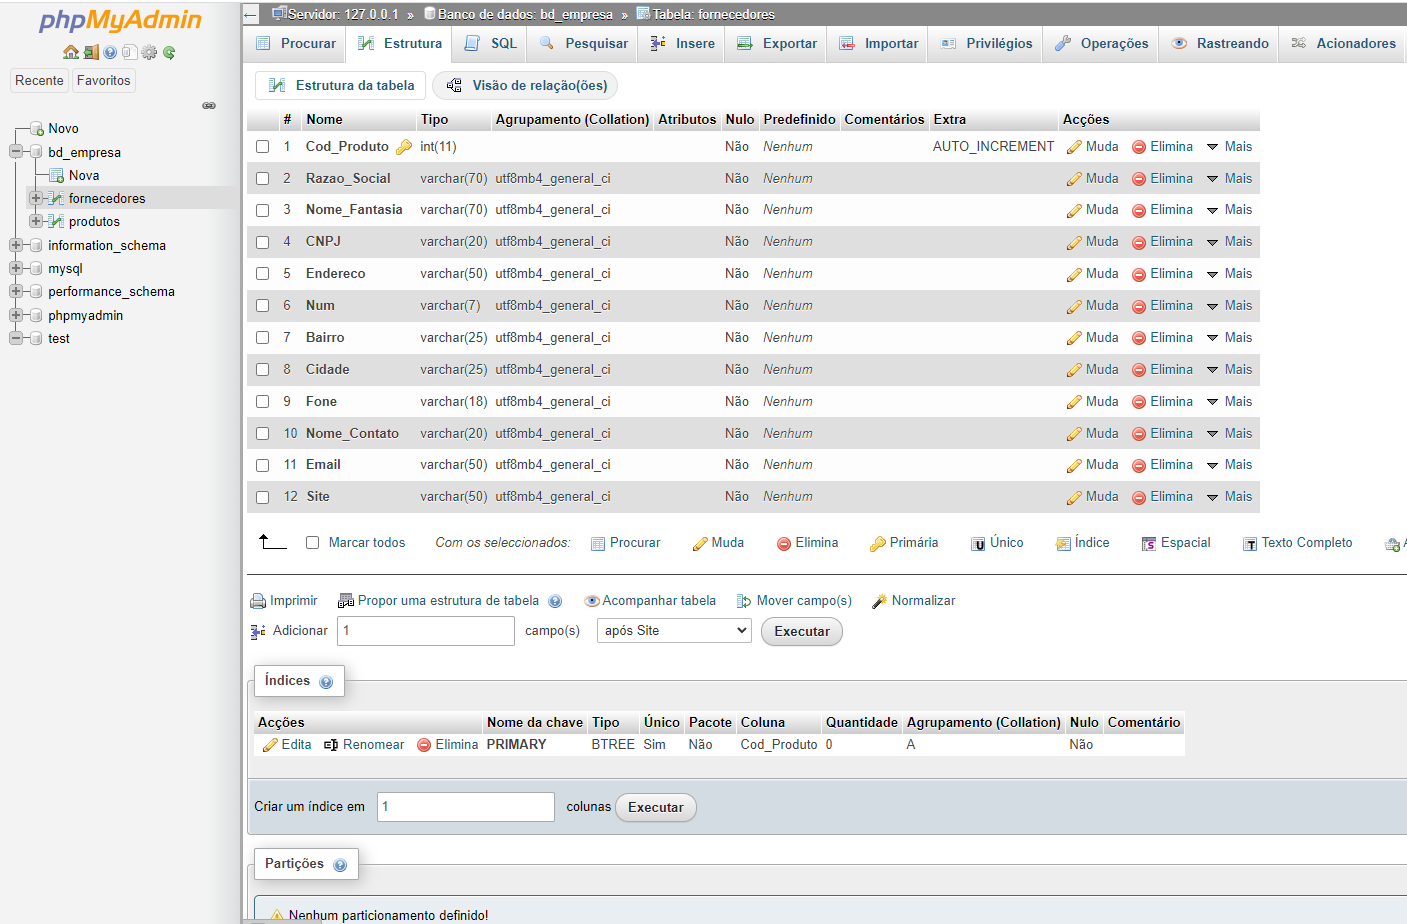 phpMyAdmin
Recente Favoritos
Novo
bd_empresa
Nova
fornecedores
produtos
information_schema
mysql
performance_schema
phpmyadmin
test
Servidor: 127.0.0.1 » Banco de dados: bd_empresa » Tabela: fornecedores
Procurar Estrutura SQL Pesquisar Insere Exportar Importar Privilégios Operações Rastreando Acionadores
Estrutura da tabela Visão de relação(ões)
# Nome Tipo Agrupamento (Collation) Atributos Nulo Predefinido Comentários Extra Acções
1 Cod_Produto int(11) Não Nenhum AUTO_INCREMENT Muda Elimina Mais
2 Razao_Social varchar(70) utf8mb4_general_ci Não Nenhum Muda Elimina Mais
3 Nome_Fantasia varchar(70) utf8mb4_general_ci Não Nenhum Muda Elimina Mais
4 CNPJ varchar(20) utf8mb4_general_ci Não Nenhum Muda Elimina Mais
5 Endereco varchar(50) utf8mb4_general_ci Não Nenhum Muda Elimina Mais
6 Num varchar(7) utf8mb4_general_ci Não Nenhum Muda Elimina Mais
7 Bairro varchar(25) utf8mb4_general_ci Não Nenhum Muda Elimina Mais
8 Cidade varchar(25) utf8mb4_general_ci Não Nenhum Muda Elimina Mais
9 Fone varchar(18) utf8mb4_general_ci Não Nenhum Muda Elimina Mais
10 Nome_Contato varchar(20) utf8mb4_general_ci Não Nenhum Muda Elimina Mais
11 Email varchar(50) utf8mb4_general_ci Não Nenhum Muda Elimina Mais
12 Site varchar(50) utf8mb4_general_ci Não Nenhum Muda Elimina Mais
Marcar todos Com os seleccionados: Procurar Muda Elimina Primária Único Índice Espacial Texto Completo
Imprimir Propor uma estrutura de tabela Acompanhar tabela Mover campo(s) Normalizar
Adicionar 1 campo(s) após Site Executar
Índices
Acções Nome da chave Tipo Único Pacote Coluna Quantidade Agrupamento (Collation) Nulo Comentário
Edita Renomear Elimina PRIMARY BTREE Sim Não Cod_Produto 0 A Não
Criar um índice em 1 colunas Executar
Partições
Nenhum particionamento definido!